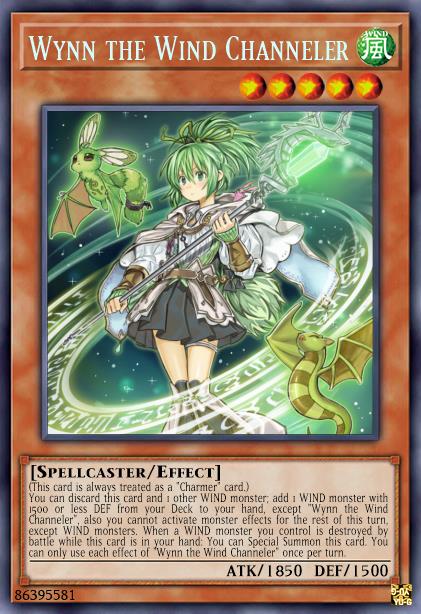 WYNN THE WIND CHANNELER
WIND
風
[SPELLCASTER/EFFECT]
(This card is always treated as a "Charmer" card.)
You can discard this card and 1 other WIND monster; add 1 WIND monster with
1500 or less DEF from your Deck to your hand, except "Wynn the Wind
Channeler", also you cannot activate monster effects for the rest of this turn,
except WIND monsters. When a WIND monster you control is destroyed by
battle while this card is in your hand: You can Special Summon this card. You
can only use each effect of "Wynn the Wind Channeler" once per turn.
ATK/1850 DEF/1500
86395581